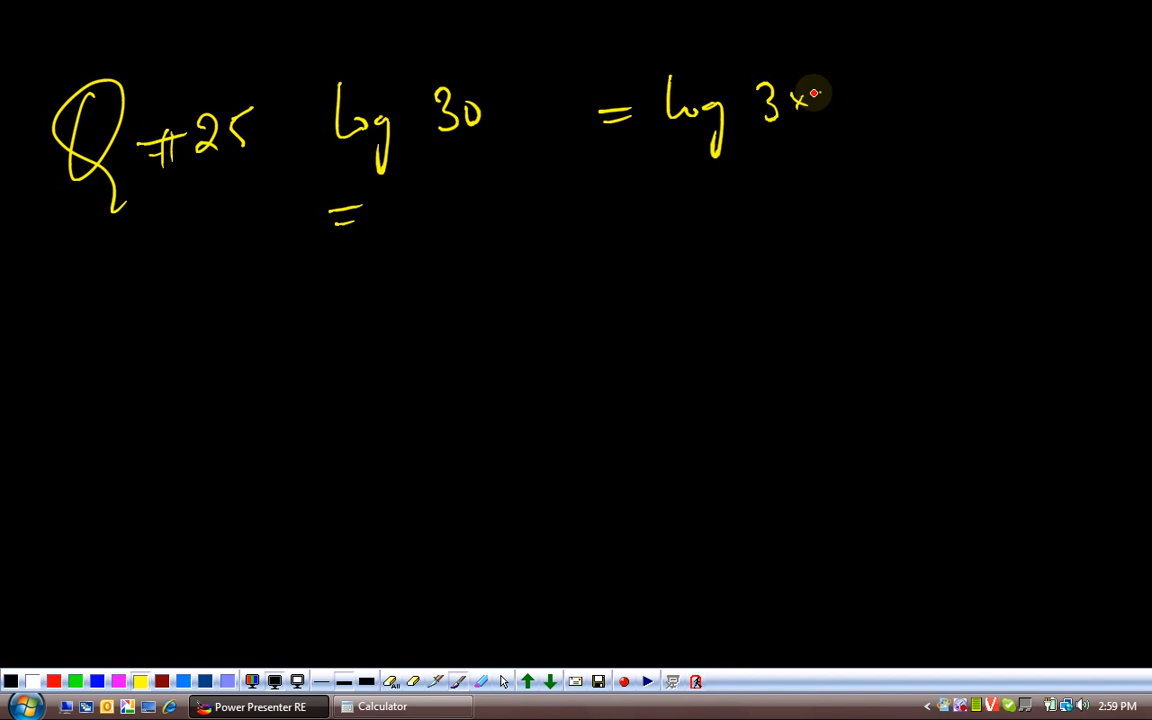 Q #25 log 30 = log 3×
=
Power Presenter RE Calculator 2:59 PM